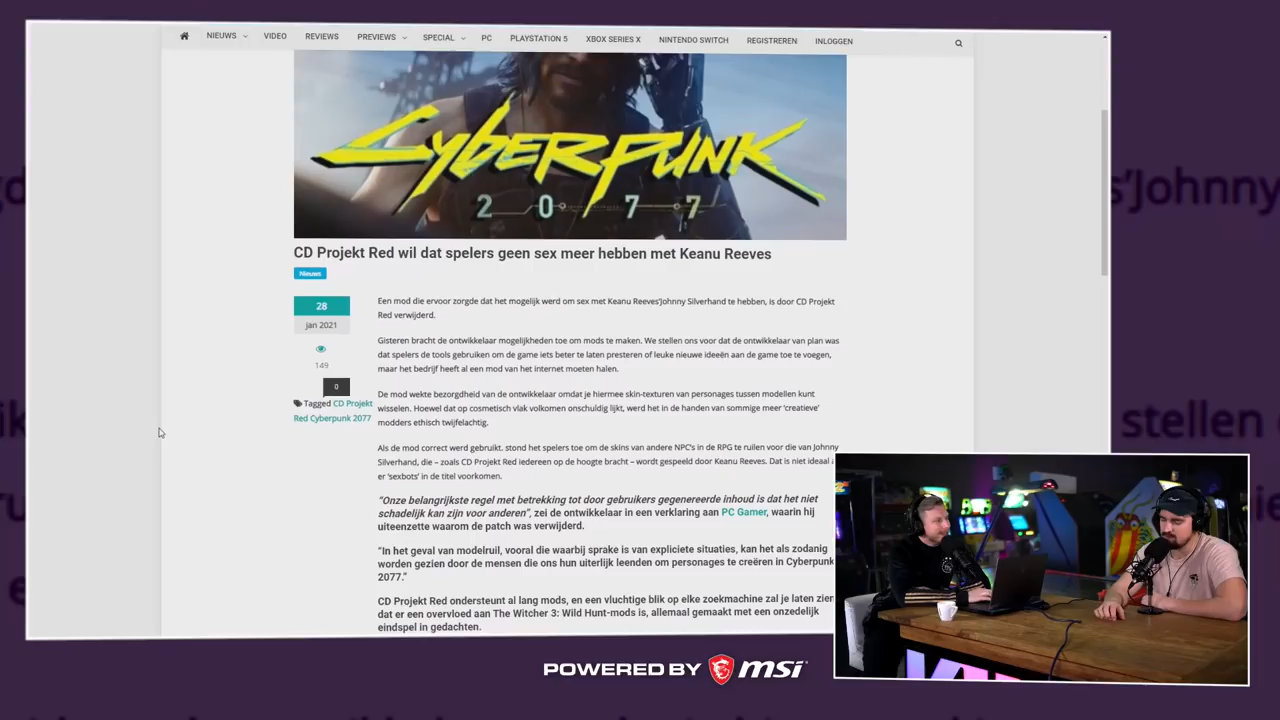 NIEUWS VIDEO REVIEWS PREVIEWS SPECIAL PC PLAYSTATION 5 XBOX SERIES X NINTENDO SWITCH REGISTREREN INLOGGEN
CYBERPUNK
2077
CD Projekt Red wil dat spelers geen sex meer hebben met Keanu Reeves
Nieuws
28
jan 2021
149
0
Tagged CD Projekt
Red Cyberpunk 2077
Een mod die ervoor zorgde dat het mogelijk werd om sex met Keanu Reeves'Johnny Silverhand te hebben, is door CD Projekt
Red verwijderd.
Gisteren bracht de ontwikkelaar mogelijkheden toe om mods te maken. We stellen ons voor dat de ontwikkelaar van plan was
dat spelers de tools gebruiken om de game iets beter te laten presteren of leuke nieuwe ideeën aan de game toe te voegen,
maar het bedrijf heeft al een mod van het internet moeten halen.
De mod wekte bezorgdheid van de ontwikkelaar omdat je hiermee skin-texturen van personages tussen modellen kunt
wisselen. Hoewel dat op cosmetisch vlak volkomen onschuldig lijkt, werd het in de handen van sommige meer 'creatieve'
modders ethisch twijfelachtig.
Als de mod correct werd gebruikt, stond het spelers toe om de skins van andere NPC's in de RPG te ruilen voor die van Johnny
Silverhand, die – zoals CD Projekt Red iedereen op de hoogte bracht – wordt gespeeld door Keanu Reeves. Dat is niet ideaal
er 'sexbots' in de titel voorkomen.
"Onze belangrijkste regel met betrekking tot door gebruikers gegenereerde inhoud is dat het niet
schadelijk kan zijn voor anderen", zei de ontwikkelaar in een verklaring aan PC Gamer, waarin hij
uiteenzette waarom de patch was verwijderd.
"In het geval van modelruil, vooral die waarbij sprake is van expliciete situaties, kan het als zodanig
worden gezien door de mensen die ons hun uiterlijk leenden om personages te creëren in Cyberpunk
2077."
CD Projekt Red ondersteunt al lang mods, en een vluchtige blik op elke zoekmachine zal je laten zien
dat er een overvloed aan The Witcher 3: Wild Hunt-mods is, allemaal gemaakt met een onzedelijk
eindspel in gedachten.
s'Johnny
stellen
POWERED BY msi